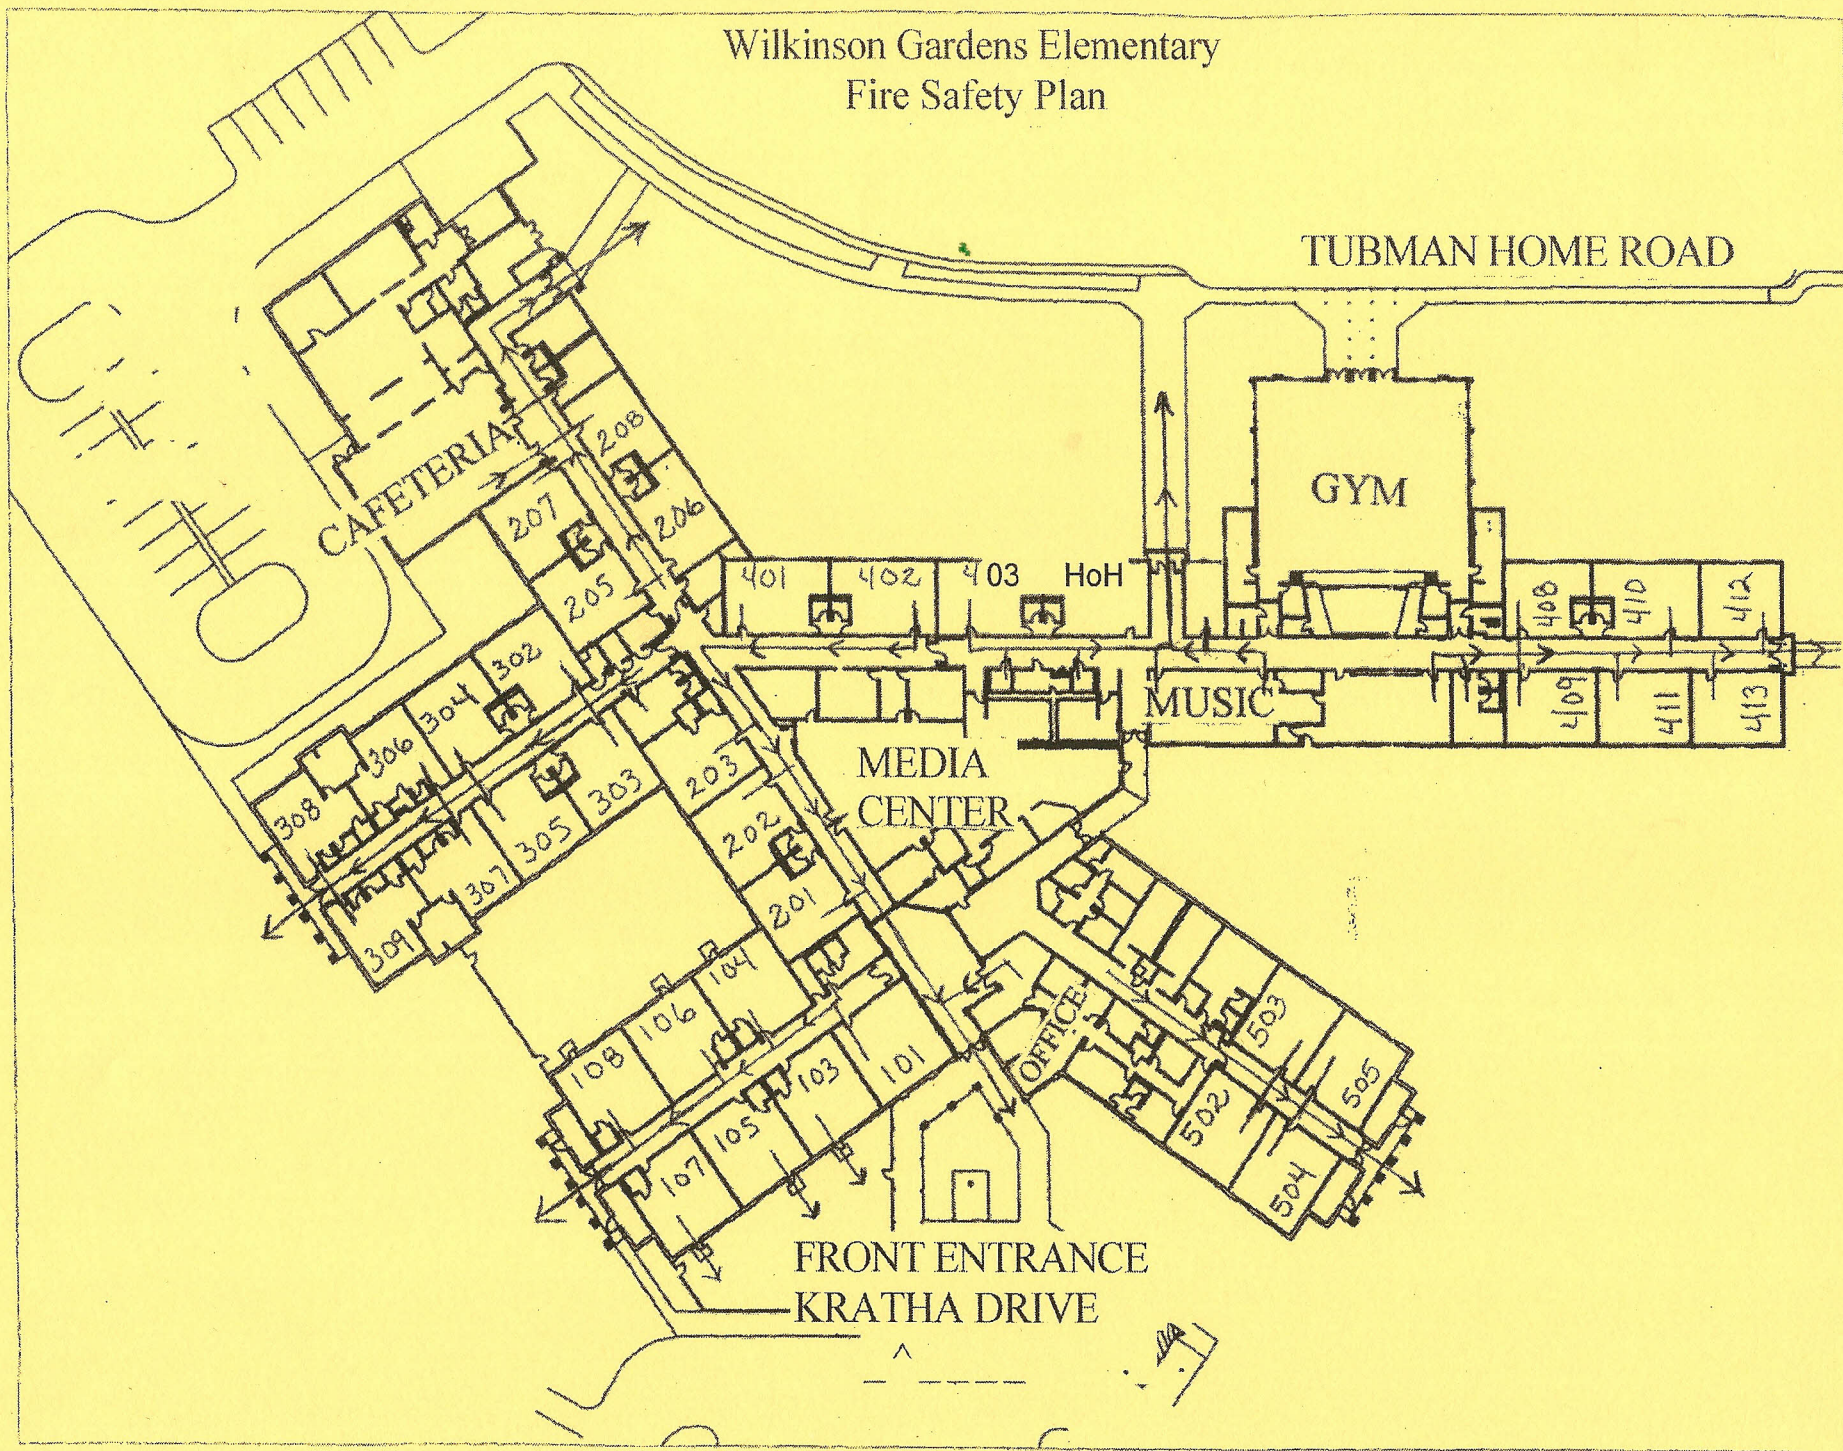 Wilkinson Gardens Elementary
Fire Safety Plan
TUBMAN HOME ROAD
GYM
CAFETERIA
208
207
206
205
401
402
403
HoH
408
410
412
302
304
306
308
203
303
305
307
309
MUSIC
409
411
413
MEDIA
CENTER
202
201
104
106
108
101
103
105
107
OFFICE
503
505
502
504
FRONT ENTRANCE
KRATHA DRIVE